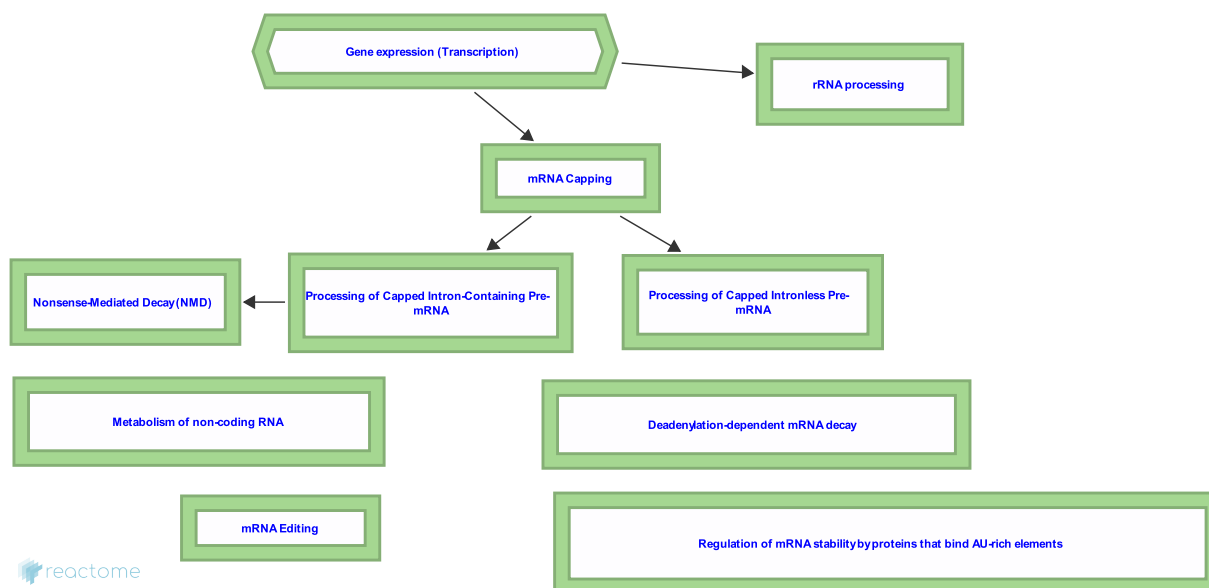 Gene expression (Transcription)
rRNA processing
mRNA Capping
Nonsense-Mediated Decay (NMD)
Processing of Capped Intron-Containing Pre-
mRNA
Processing of Capped Intronless Pre-
mRNA
Metabolism of non-coding RNA
Deadenylation-dependent mRNA decay
mRNA Editing
Regulation of mRNA stability by proteins that bind AU-rich elements
reactome